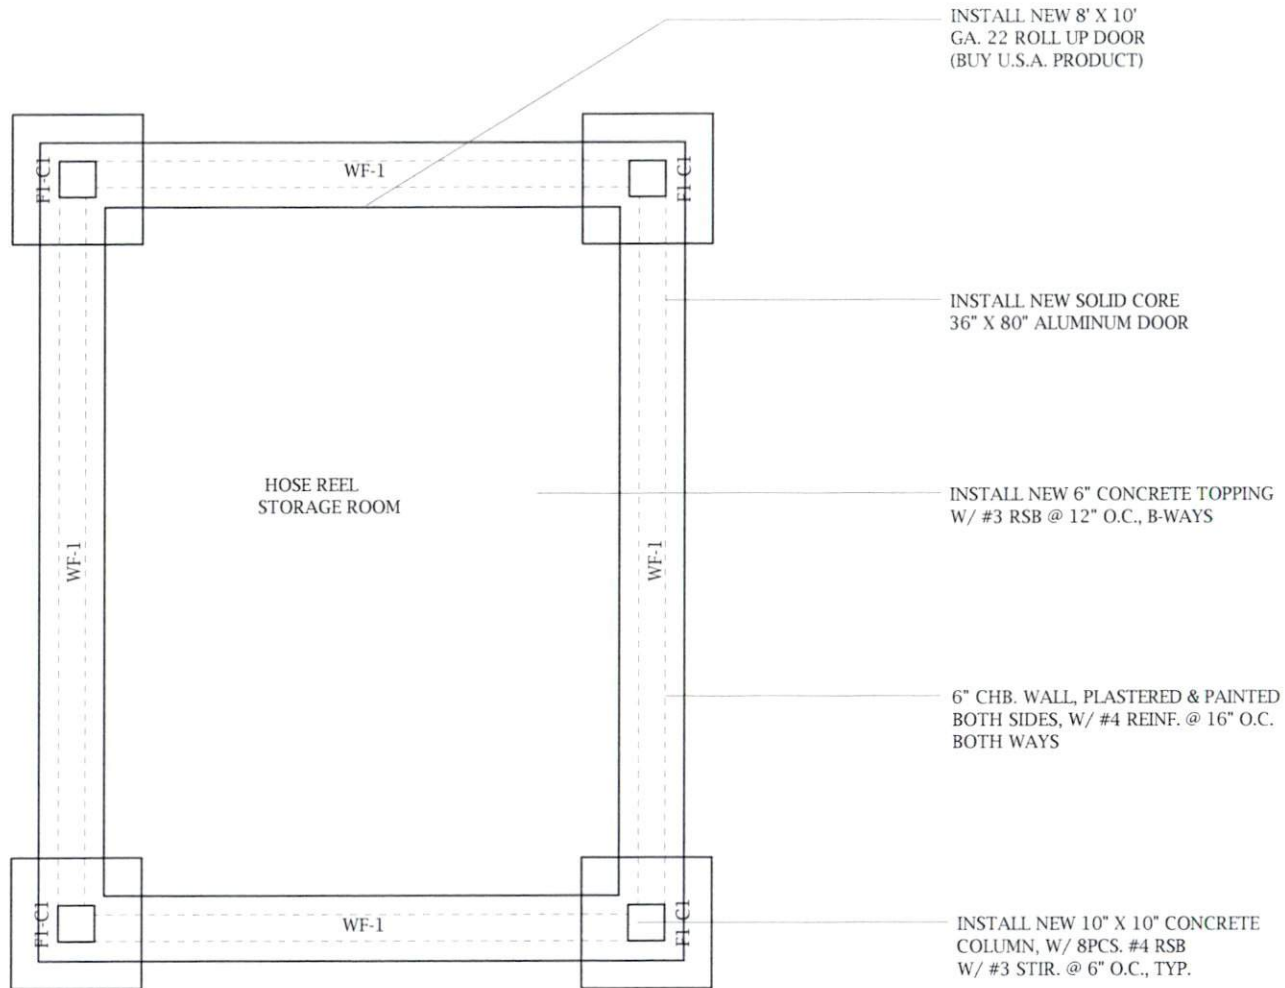 INSTALL NEW 8' X 10'
GA. 22 ROLL UP DOOR
(BUY U.S.A. PRODUCT)
F1-C1
WF-1
F1-C1
INSTALL NEW SOLID CORE
36" X 80" ALUMINUM DOOR
HOSE REEL
STORAGE ROOM
INSTALL NEW 6" CONCRETE TOPPING
W/ #3 RSB @ 12" O.C., B-WAYS
WF-1
WF-1
6" CHB. WALL, PLASTERED & PAINTED
BOTH SIDES, W/ #4 REINF. @ 16" O.C.
BOTH WAYS
F1-C1
WF-1
F1-C1
INSTALL NEW 10" X 10" CONCRETE
COLUMN, W/ 8PCS. #4 RSB
W/ #3 STIR. @ 6" O.C., TYP.